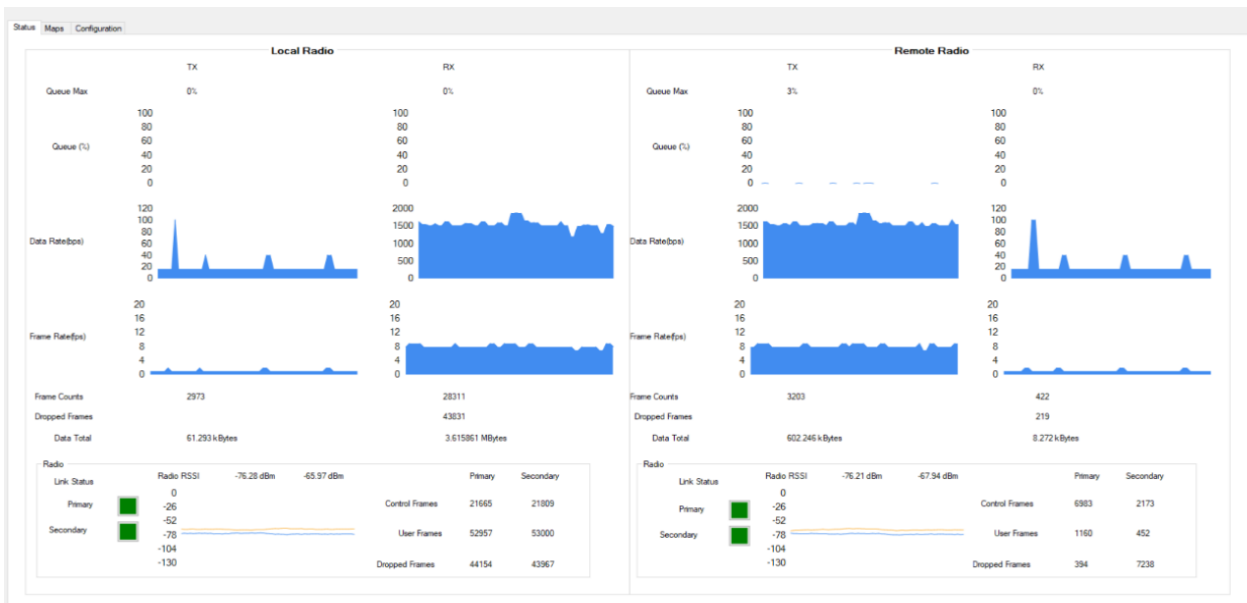 Status Maps Configuration
Local Radio
TX RX
Queue Max 0% 0%
Queue (%)
100 100
80 80
60 60
40 40
20 20
0 0
Data Rate(bps)
120 2000
100 1500
80 1000
60 500
40 0
20
0
Frame Rate(fps)
20 20
16 16
12 12
8 8
4 4
0 0
Frame Counts 2973 28311
Dropped Frames 43831
Data Total 61.293 kBytes 3.615861 MBytes
Radio
Link Status
Primary
Secondary
Radio RSSI -76.28 dBm -65.97 dBm
0
-26
-52
-78
-104
-130
Primary Secondary
Control Frames 21665 21809
User Frames 52957 53000
Dropped Frames 44154 43967
Remote Radio
TX RX
Queue Max 3% 0%
Queue (%)
100 100
80 80
60 60
40 40
20 20
0 0
Data Rate(bps)
2000 120
1500 100
1000 80
500 60
0 40
20
0
Frame Rate(fps)
20 20
16 16
12 12
8 8
4 4
0 0
Frame Counts 3203 422
Dropped Frames 219
Data Total 602.246 kBytes 8.272 kBytes
Radio
Link Status
Primary
Secondary
Radio RSSI -76.21 dBm -67.94 dBm
0
-26
-52
-78
-104
-130
Primary Secondary
Control Frames 6983 2173
User Frames 1160 452
Dropped Frames 394 7238